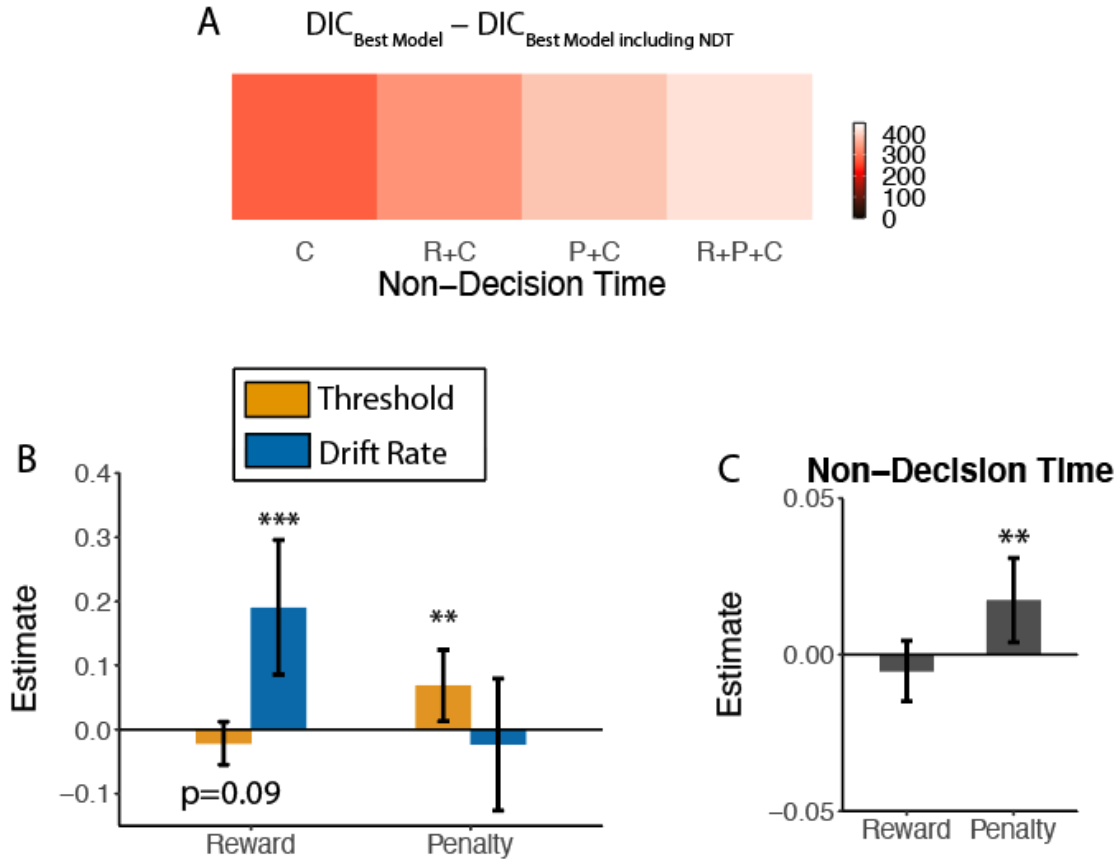 A
DIC Best Model – DIC Best Model including NDT
400
300
200
100
0
C R+C P+C R+P+C
Non–Decision Time
Threshold
Drift Rate
B
0.4
0.3
0.2
0.1
0.0
−0.1
Estimate
***
**
p=0.09
Reward Penalty
C Non–Decision Time
0.05
0.00
−0.05
Estimate
**
Reward Penalty